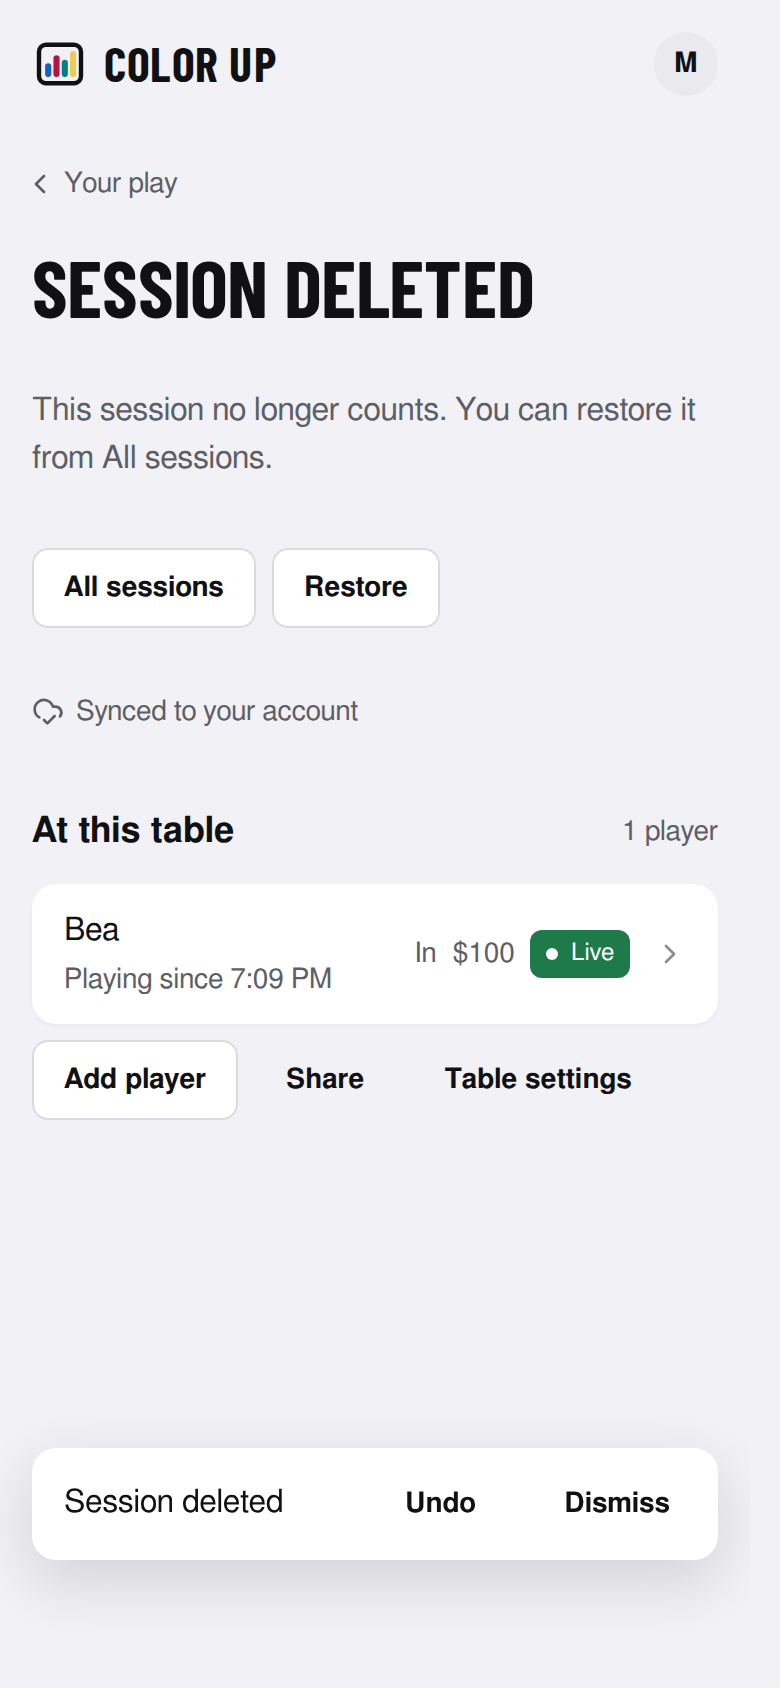 COLOR UP
M
Your play
SESSION DELETED
This session no longer counts. You can restore it
from All sessions.
All sessions
Restore
Synced to your account
At this table
1 player
Bea
Playing since 7:09 PM
In $100
Live
Add player
Share
Table settings
Session deleted
Undo
Dismiss